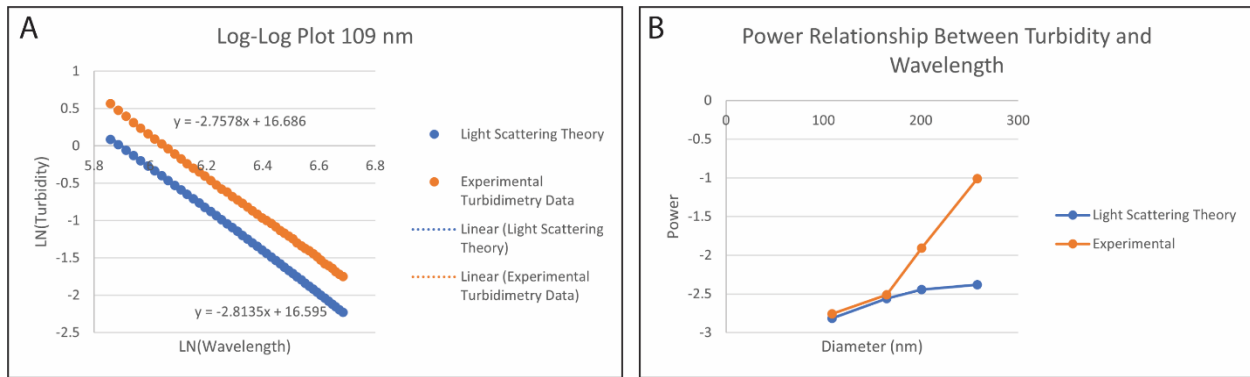 A
Log-Log Plot 109 nm
1
0.5
0
-0.5
-1
-1.5
-2
-2.5
5.8
6
6.2
6.4
6.6
6.8
y = -2.7578x + 16.686
y = -2.8135x + 16.595
LN(Turbidity)
LN(Wavelength)
Light Scattering Theory
Experimental
Turbidimetry Data
Linear (Light Scattering
Theory)
Linear (Experimental
Turbidimetry Data)
B
Power Relationship Between Turbidity and
Wavelength
0
-0.5
-1
-1.5
-2
-2.5
-3
0
100
200
300
Power
Diameter (nm)
Light Scattering Theory
Experimental